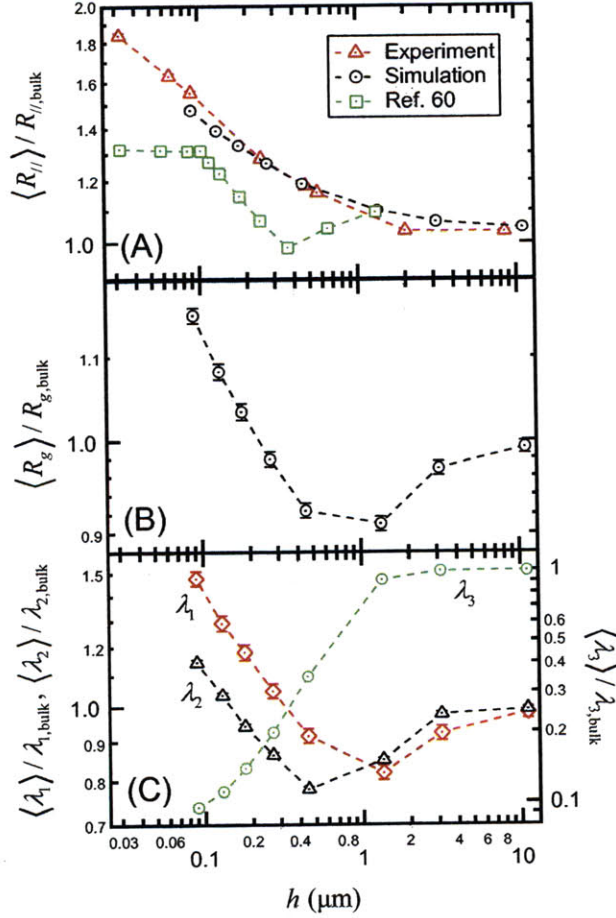 2.0
1.8
1.6
1.4
1.2
1.0
⟨R//⟩ / R//,bulk
Experiment
Simulation
Ref. 60
(A)
1.1
1.0
0.9
⟨Rg⟩ / Rg,bulk
(B)
1.5
1.2
1.0
0.9
0.8
0.7
⟨λ1⟩ / λ1,bulk , ⟨λ2⟩ / λ2,bulk
λ1
λ2
λ3
(C)
1
0.6
0.5
0.4
0.3
0.2
0.1
⟨λ3⟩ / λ3,bulk
0.03 0.06 0.1 0.2 0.4 1 2 4 6 8 10
h (μm)